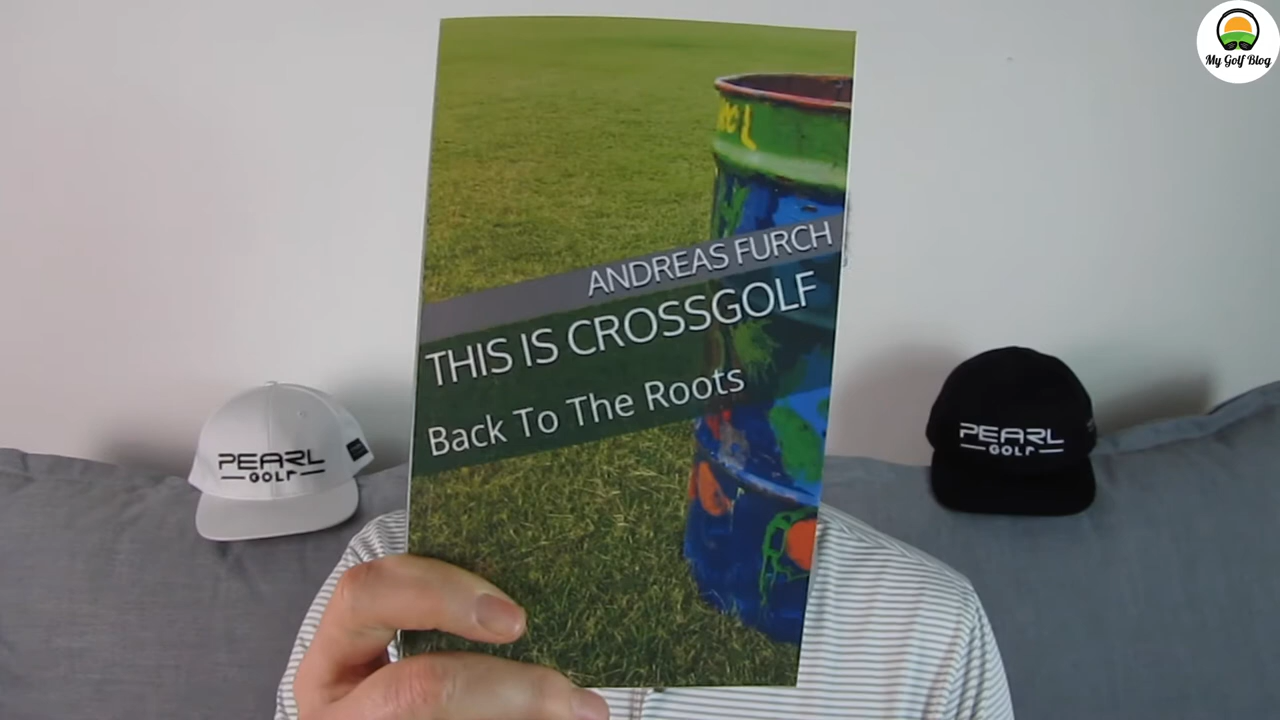 My Golf Blog
ANDREAS FURCH
THIS IS CROSSGOLF
Back To The Roots
PEARL
GOLF
PEARL
GOLF